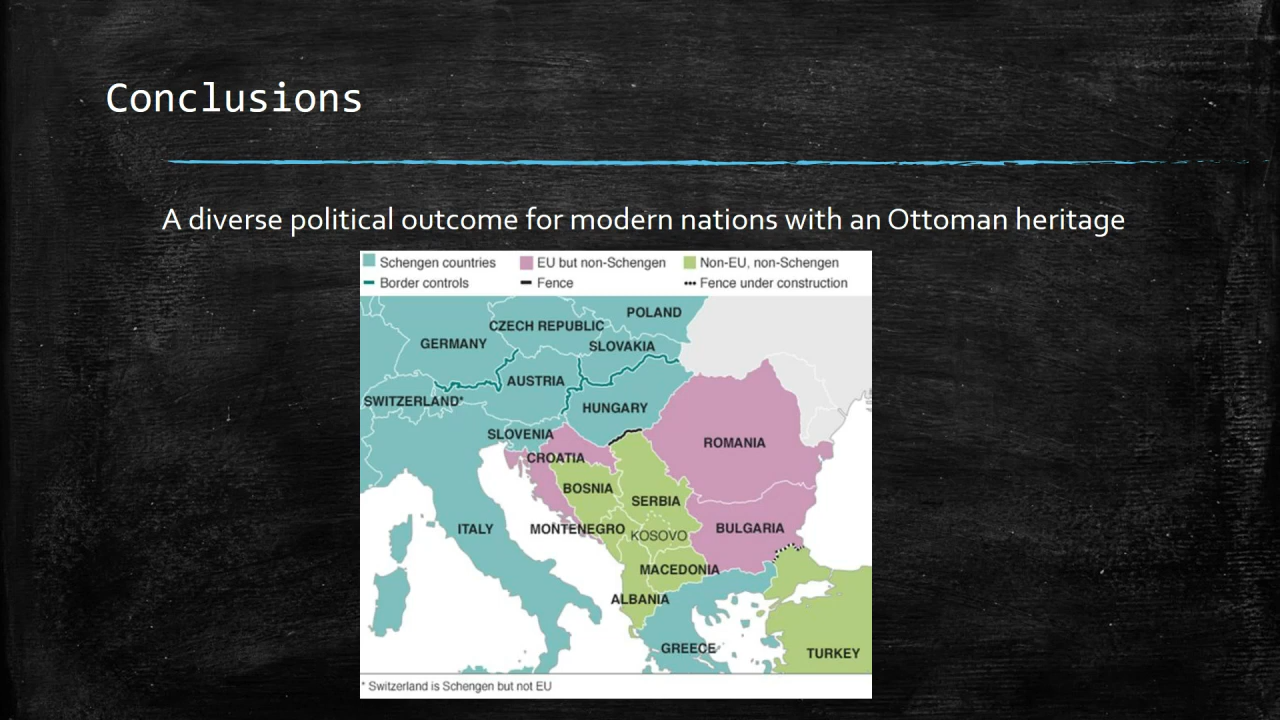 Conclusions
A diverse political outcome for modern nations with an Ottoman heritage
Schengen countries EU but non-Schengen Non-EU, non-Schengen
Border controls Fence Fence under construction
POLAND
CZECH REPUBLIC
GERMANY SLOVAKIA
AUSTRIA
SWITZERLAND* HUNGARY
SLOVENIA ROMANIA
CROATIA
BOSNIA
SERBIA
ITALY MONTENEGRO KOSOVO BULGARIA
MACEDONIA
ALBANIA
GREECE TURKEY
* Switzerland is Schengen but not EU